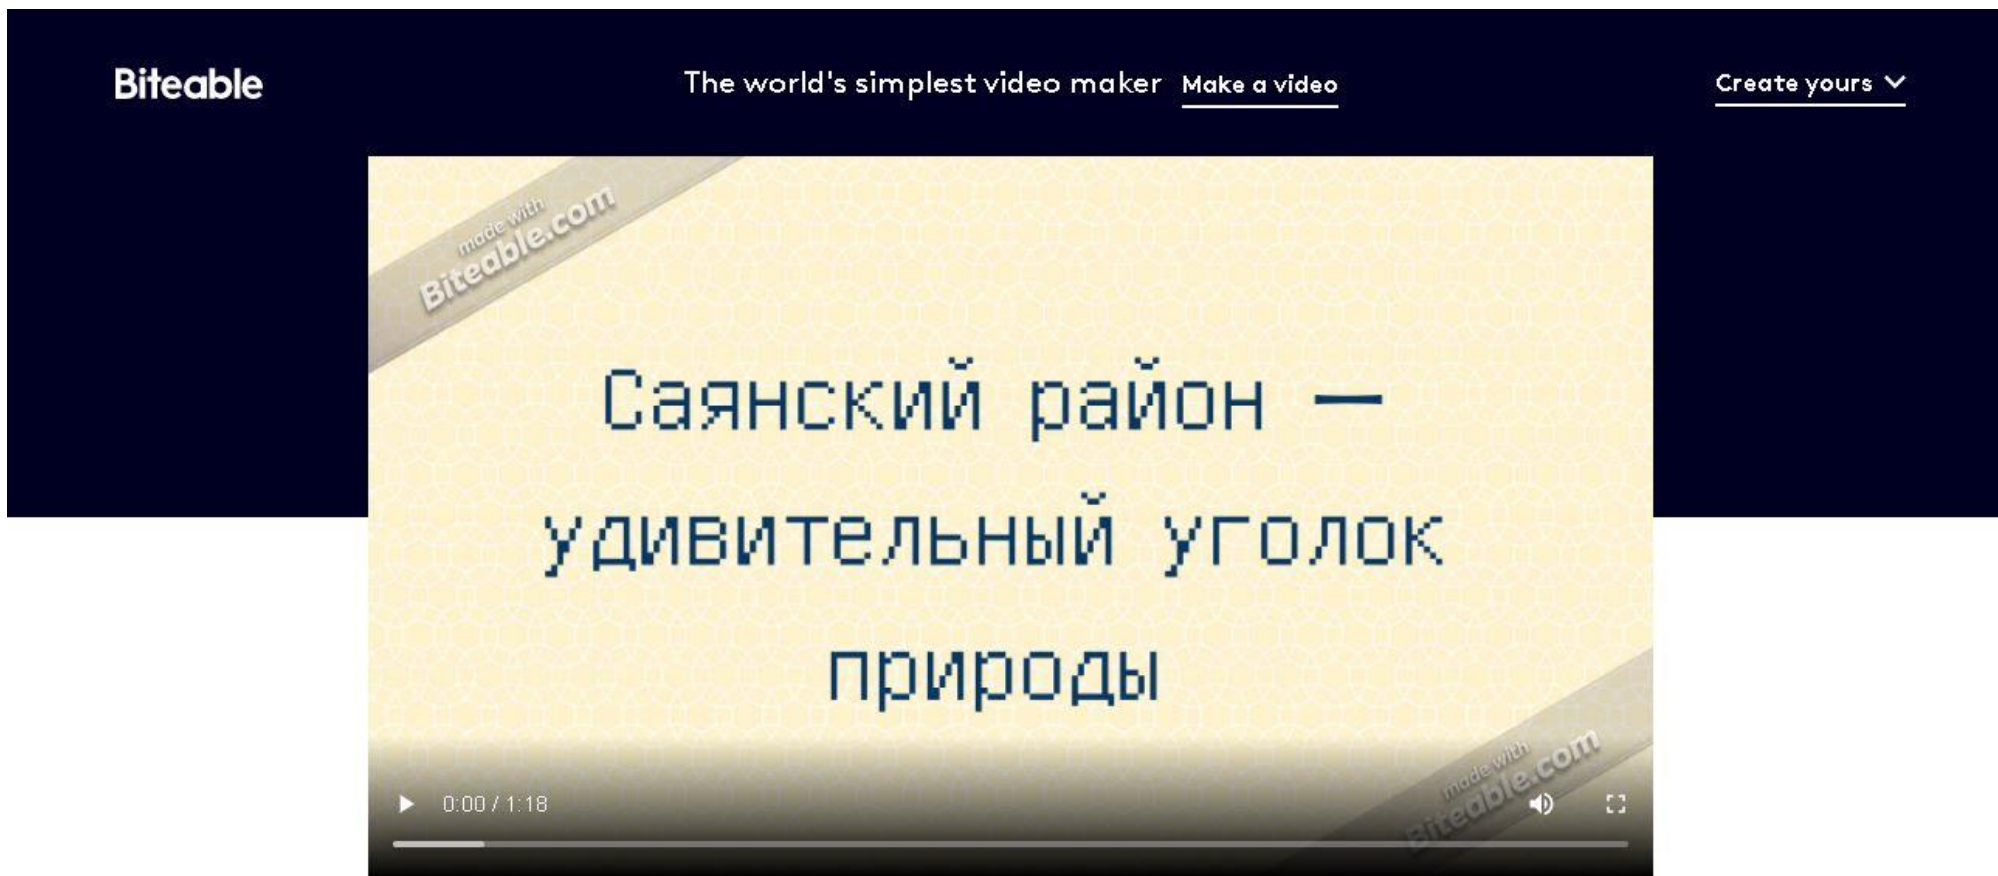 Biteable
The world's simplest video maker Make a video
Create yours
made with
Biteable.com
Саянский район —
удивительный уголок
природы
made with
Biteable.com
0:00 / 1:18